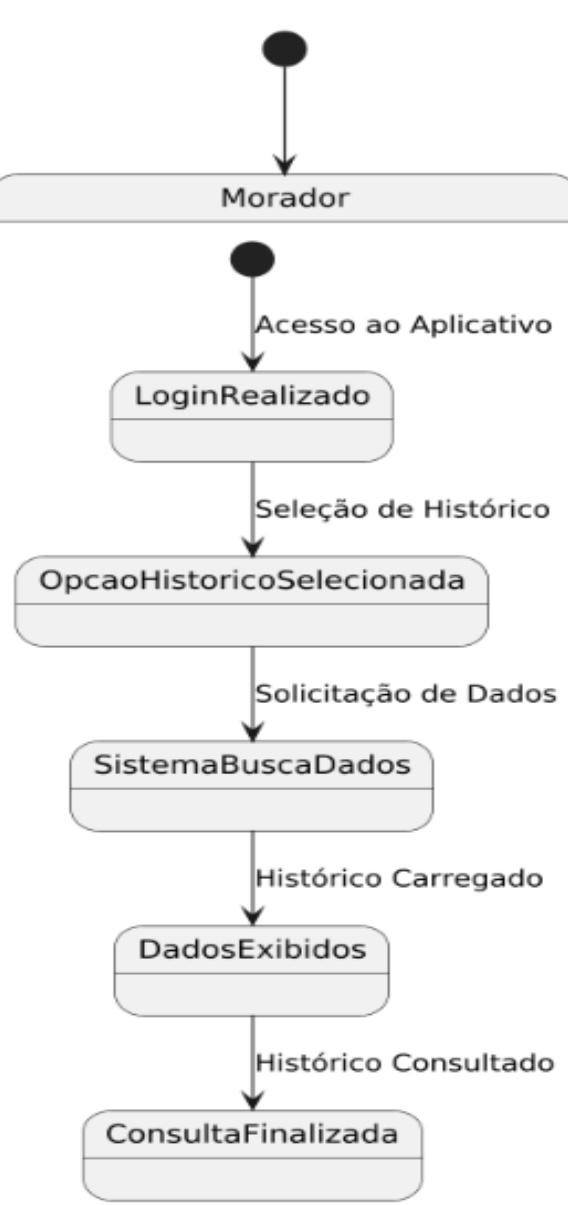 Morador
Acesso ao Aplicativo
LoginRealizado
Seleção de Histórico
OpcaoHistoricoSelecionada
Solicitação de Dados
SistemaBuscaDados
Histórico Carregado
DadosExibidos
Histórico Consultado
ConsultaFinalizada